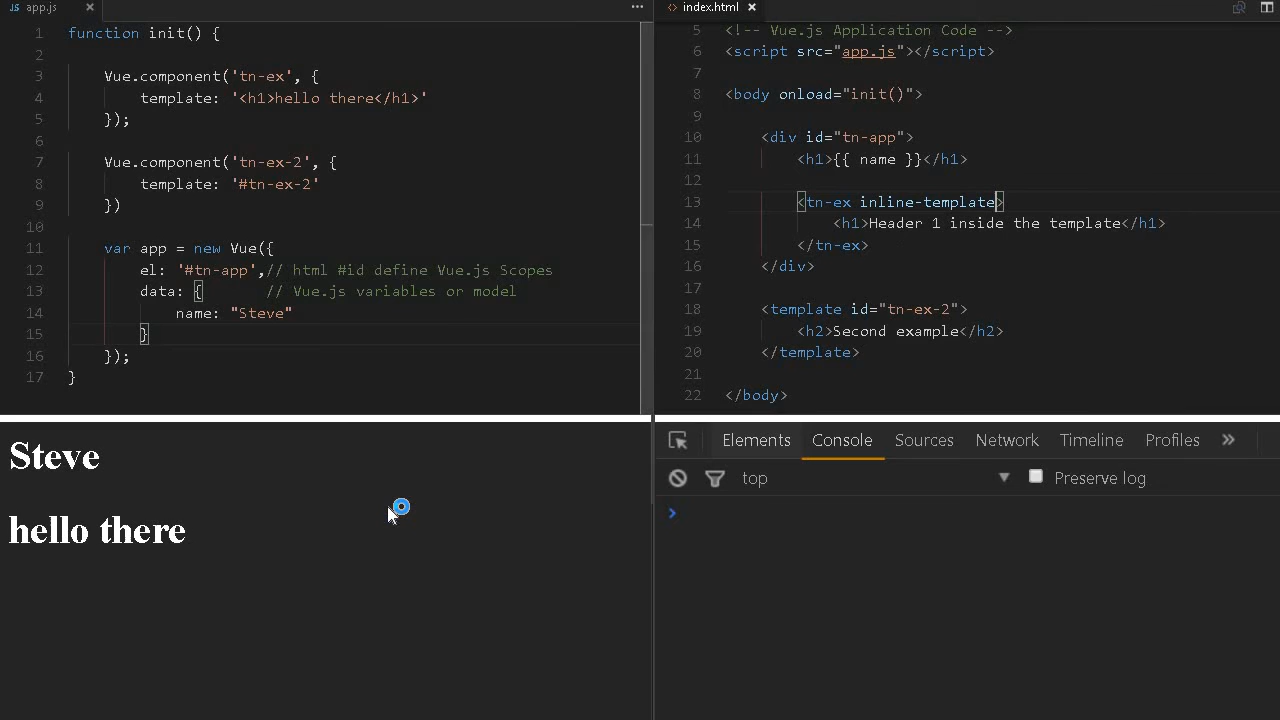 JS app.js × ...
1 function init() {
2
3 Vue.component('tn-ex', {
4 template: '<h1>hello there</h1>'
5 });
6
7 Vue.component('tn-ex-2', {
8 template: '#tn-ex-2'
9 })
10
11 var app = new Vue({
12 el: '#tn-app',// html #id define Vue.js Scopes
13 data: { // Vue.js variables or model
14 name: "Steve"
15 }
16 });
17 }
<> index.html ×
5 <!-- Vue.js Application Code -->
6 <script src="app.js"></script>
7
8 <body onload="init()">
9
10 <div id="tn-app">
11 <h1>{{ name }}</h1>
12
13 <tn-ex inline-template>
14 <h1>Header 1 inside the template</h1>
15 </tn-ex>
16 </div>
17
18 <template id="tn-ex-2">
19 <h2>Second example</h2>
20 </template>
21
22 </body>
Steve
hello there
Elements Console Sources Network Timeline Profiles »
top ▼ Preserve log
>